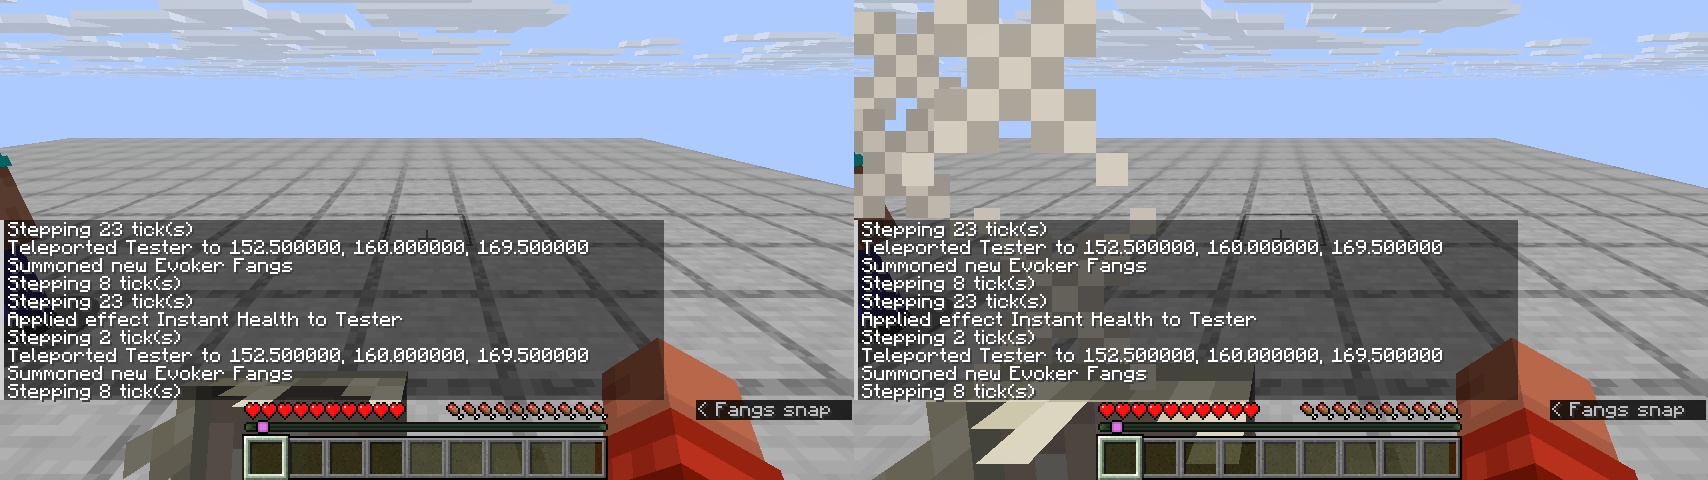 Stepping 23 tick(s)
Teleported Tester to 152.500000, 160.000000, 169.500000
Summoned new Evoker Fangs
Stepping 8 tick(s)
Stepping 23 tick(s)
Applied effect Instant Health to Tester
Stepping 2 tick(s)
Teleported Tester to 152.500000, 160.000000, 169.500000
Summoned new Evoker Fangs
Stepping 8 tick(s)
< Fangs snap
Stepping 23 tick(s)
Teleported Tester to 152.500000, 160.000000, 169.500000
Summoned new Evoker Fangs
Stepping 8 tick(s)
Stepping 23 tick(s)
Applied effect Instant Health to Tester
Stepping 2 tick(s)
Teleported Tester to 152.500000, 160.000000, 169.500000
Summoned new Evoker Fangs
Stepping 8 tick(s)
< Fangs snap